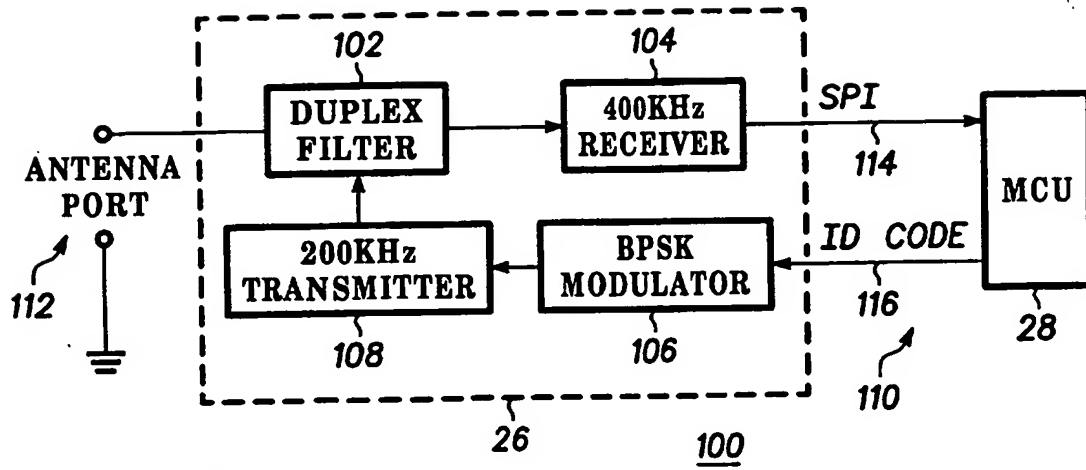 102
104
DUPLEX
FILTER
400KHz
RECEIVER
SPI
114
MCU
ANTENNA
PORT
112
200KHz
TRANSMITTER
BPSK
MODULATOR
ID CODE
116
108
106
28
110
26
100